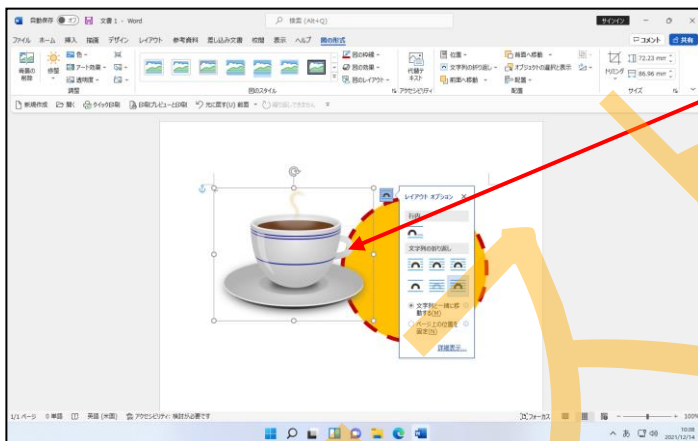 自動保存 オフ 文書 1 - Word 検索 (Alt+Q) サインイン
ファイル ホーム 挿入 描画 デザイン レイアウト 参考資料 差し込み文書 校閲 表示 ヘルプ 図の形式 コメント 共有
背景の削除 修整 色 アート効果 透明度 図の枠線 図の効果 図のレイアウト 代替テキスト 位置 文字列の折り返し 前面へ移動 背面へ移動 オブジェクトの選択と表示 配置 トリミング 72.23 mm 86.96 mm
調整 図のスタイル アクセシビリティ 配置 サイズ
新規作成 開く クイック印刷 印刷プレビューと印刷 元に戻す(U) 前面
レイアウト オプション
行内
文字列の折り返し
文字列と一緒に移動する(M)
ページ上の位置を固定(N)
詳細表示...
1/1 ページ 0 単語 英語 (米国) アクセシビリティ: 検討が必要です フォーカス 100%
あ 10:08
2021/12/14